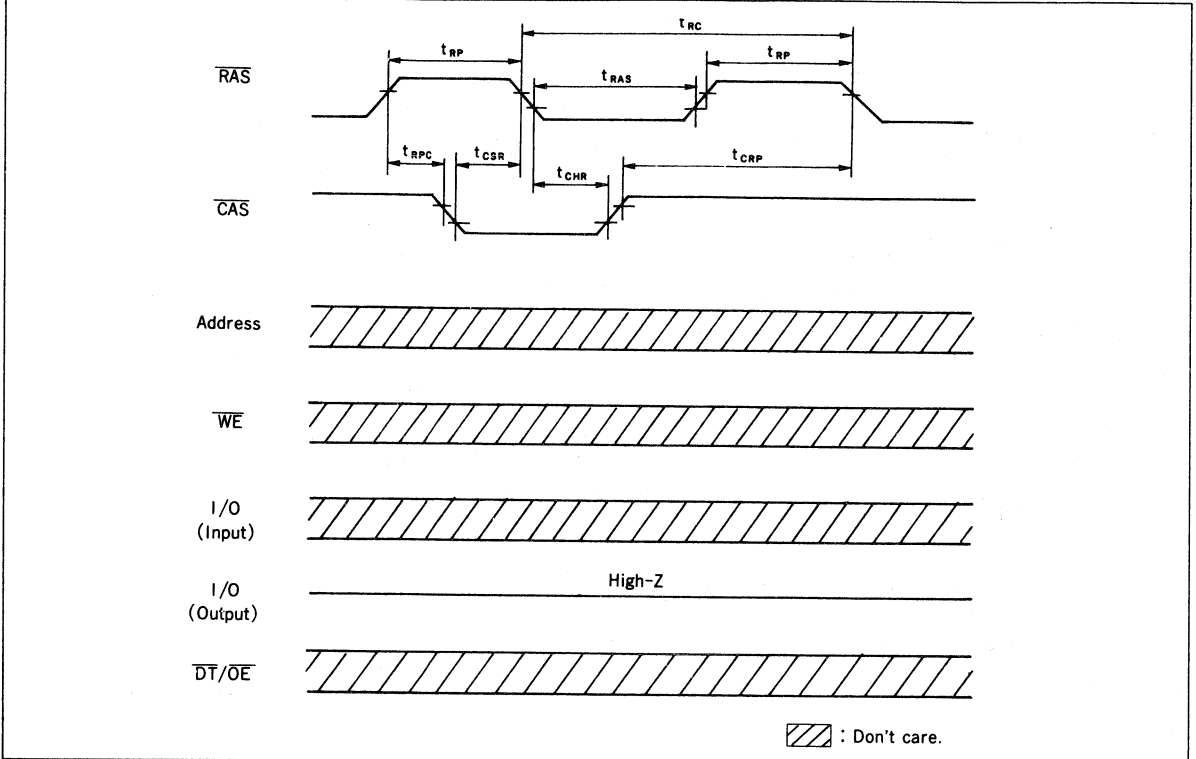 tRC
tRP
tRP
RAS
tRAS
tRPC
tCSR
tCRP
tCHR
CAS
Address
WE
I/O
(Input)
High-Z
I/O
(Output)
DT/OE
: Don't care.